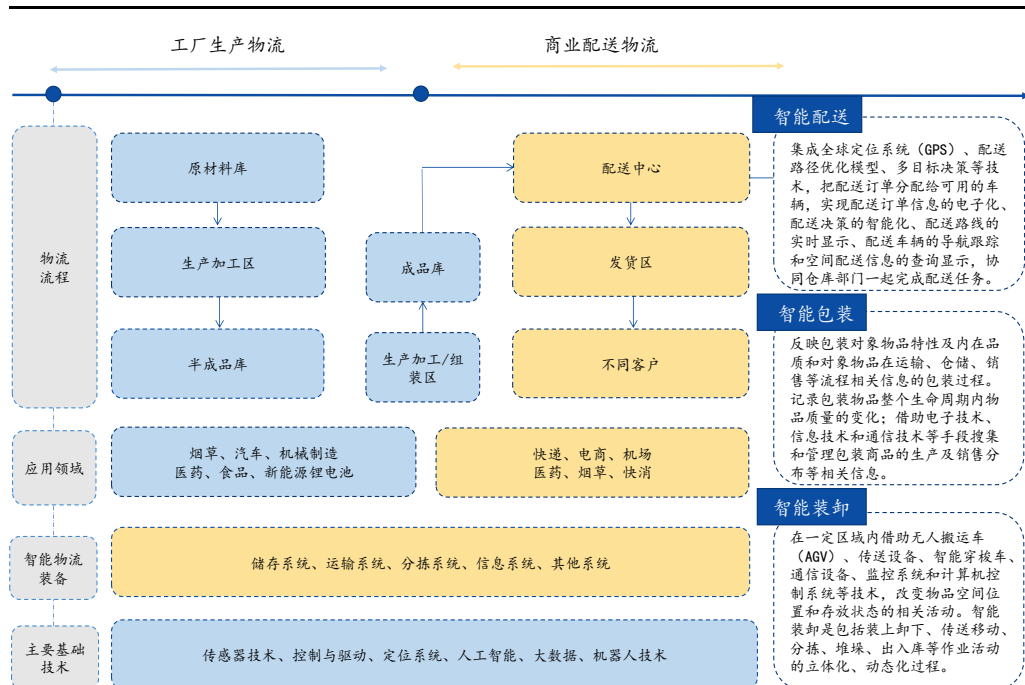 工厂生产物流
商业配送物流
物流
流程
原材料库
生产加工区
半成品库
成品库
生产加工/组
装区
配送中心
发货区
不同客户
应用领域
烟草、汽车、机械制造
医药、食品、新能源锂电池
快递、电商、机场
医药、烟草、快消
智能物流
装备
储存系统、运输系统、分拣系统、信息系统、其他系统
主要基础
技术
传感器技术、控制与驱动、定位系统、人工智能、大数据、机器人技术
智能配送
集成全球定位系统（GPS）、配送
路径优化模型、多目标决策等技
术，把配送订单分配给可用的车
辆，实现配送订单信息的电子化、
配送决策的智能化、配送路线的
实时显示、配送车辆的导航跟踪
和空间配送信息的查询显示，协
同仓库部门一起完成配送任务。
智能包装
反映包装对象物品特性及内在品
质和对象物品在运输、仓储、销
售等流程相关信息的包装过程。
记录包装物品整个生命周期内物
品质量的变化；借助电子技术、
信息技术和通信技术等手段搜集
和管理包装商品的生产及销售分
布等相关信息。
智能装卸
在一定区域内借助无人搬运车
（AGV）、传送设备、智能穿梭车、
通信设备、监控系统和计算机控
制系统等技术，改变物品空间位
置和存放状态的相关活动。智能
装卸是包括装上卸下、传送移动、
分拣、堆垛、出入库等作业活动
的立体化、动态化过程。